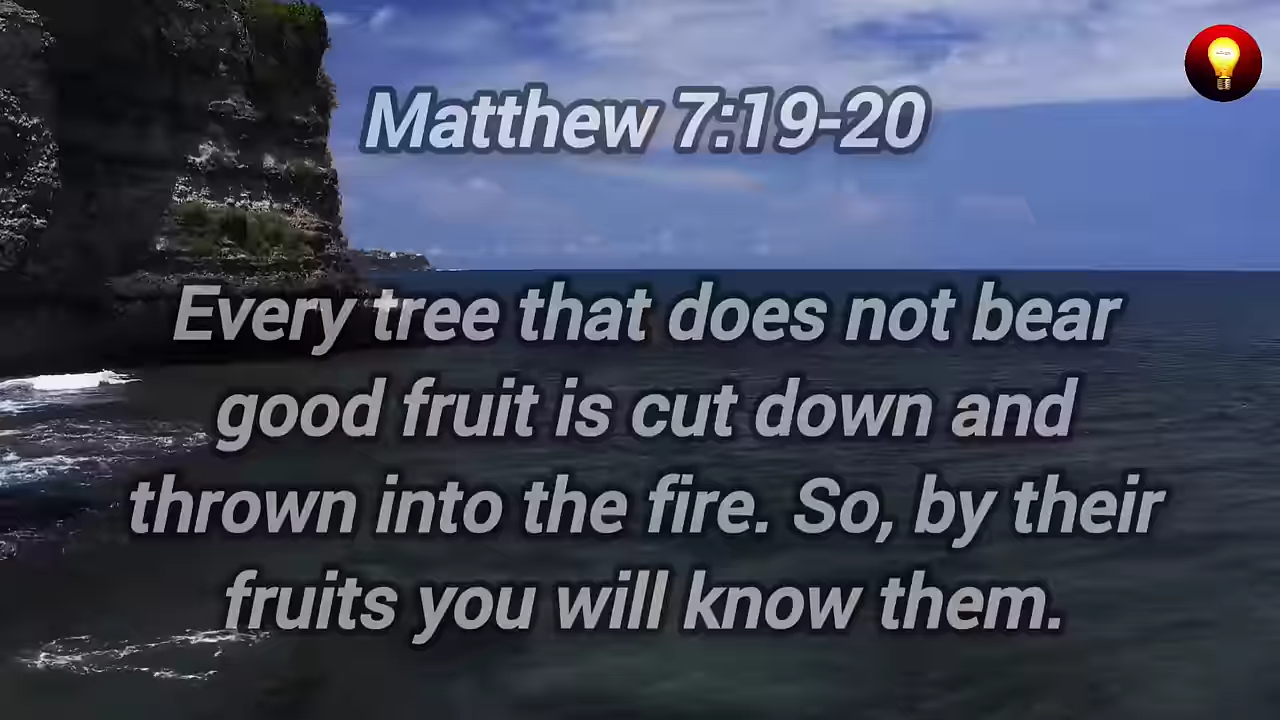 Matthew 7:19-20
Every tree that does not bear
good fruit is cut down and
thrown into the fire. So, by their
fruits you will know them.